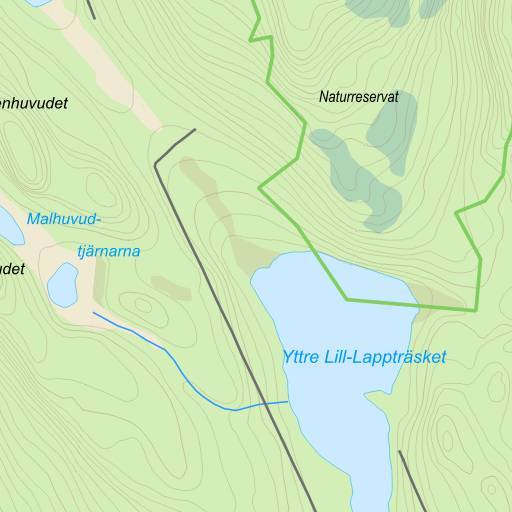 Naturreservat
enhuvudet
Malhuvud-
tjärnarna
udet
Yttre Lill-Lappträsket